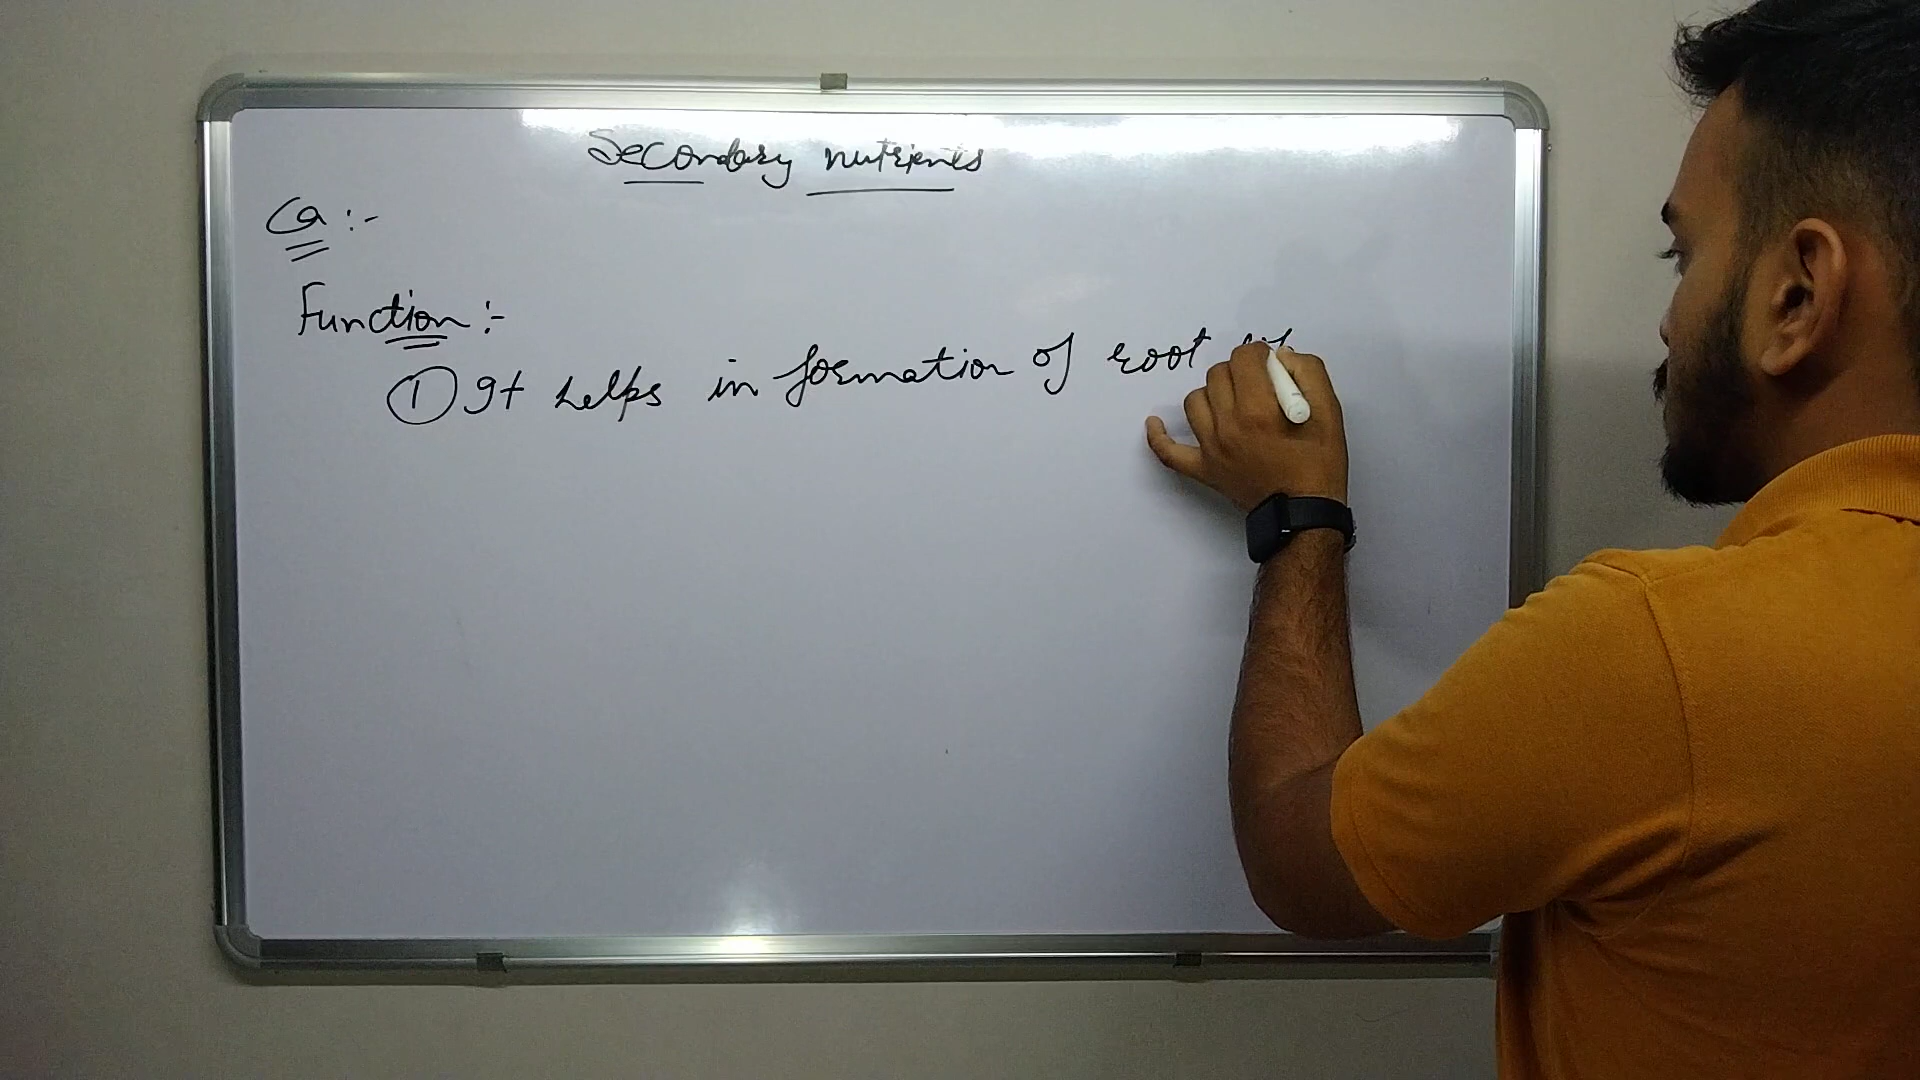 Secondary nutrients
Ca :-
Function :-
① It helps in formation of root